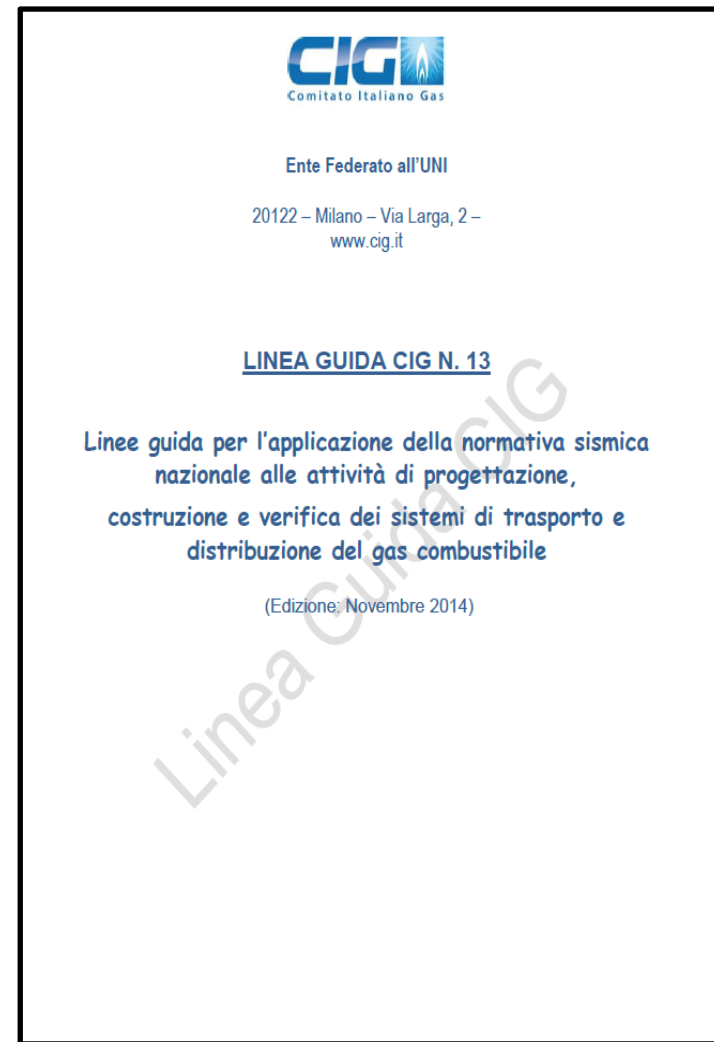 CIG
Comitato Italiano Gas
Ente Federato all'UNI
20122 – Milano – Via Larga, 2 –
www.cig.it
LINEA GUIDA CIG N. 13
Linee guida per l'applicazione della normativa sismica
nazionale alle attività di progettazione,
costruzione e verifica dei sistemi di trasporto e
distribuzione del gas combustibile
(Edizione: Novembre 2014)
Linea Guida CIG